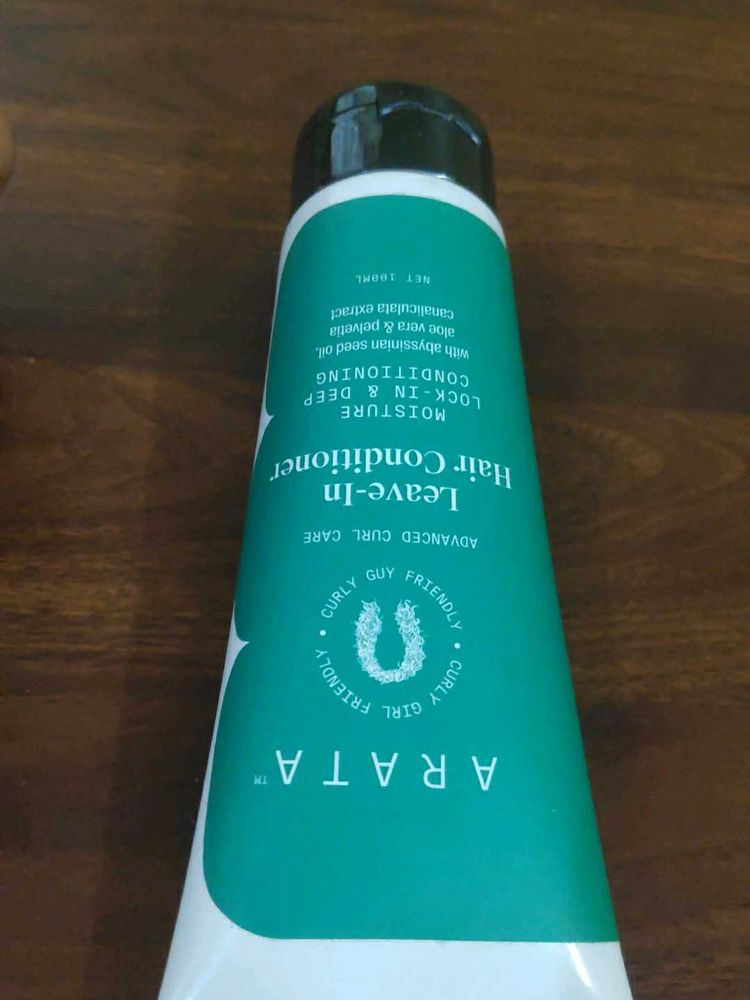 ARATA™
CURLY GUY FRIENDLY • CURLY GIRL FRIENDLY •
ADVANCED CURL CARE
Leave-In
Hair Conditioner
MOISTURE
LOCK-IN & DEEP
CONDITIONING
with abyssinian seed oil,
aloe vera & pelvetia
canaliculata extract
NET 100ML